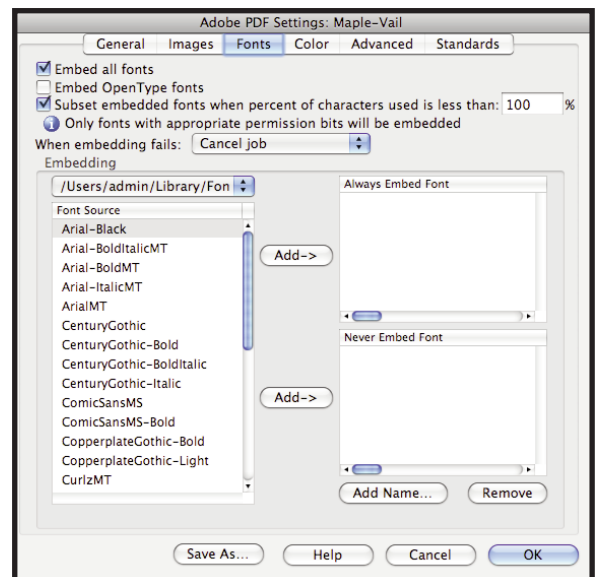 Adobe PDF Settings: Maple-Vail
General Images Fonts Color Advanced Standards
Embed all fonts
Embed OpenType fonts
Subset embedded fonts when percent of characters used is less than: 100 %
Only fonts with appropriate permission bits will be embedded
When embedding fails: Cancel job
Embedding
/Users/admin/Library/Fon
Font Source
Arial-Black
Arial-BoldItalicMT
Arial-BoldMT
Arial-ItalicMT
ArialMT
CenturyGothic
CenturyGothic-Bold
CenturyGothic-BoldItalic
CenturyGothic-Italic
ComicSansMS
ComicSansMS-Bold
CopperplateGothic-Bold
CopperplateGothic-Light
CurlzMT
Add->
Add->
Always Embed Font
Never Embed Font
Add Name... Remove
Save As... Help Cancel OK